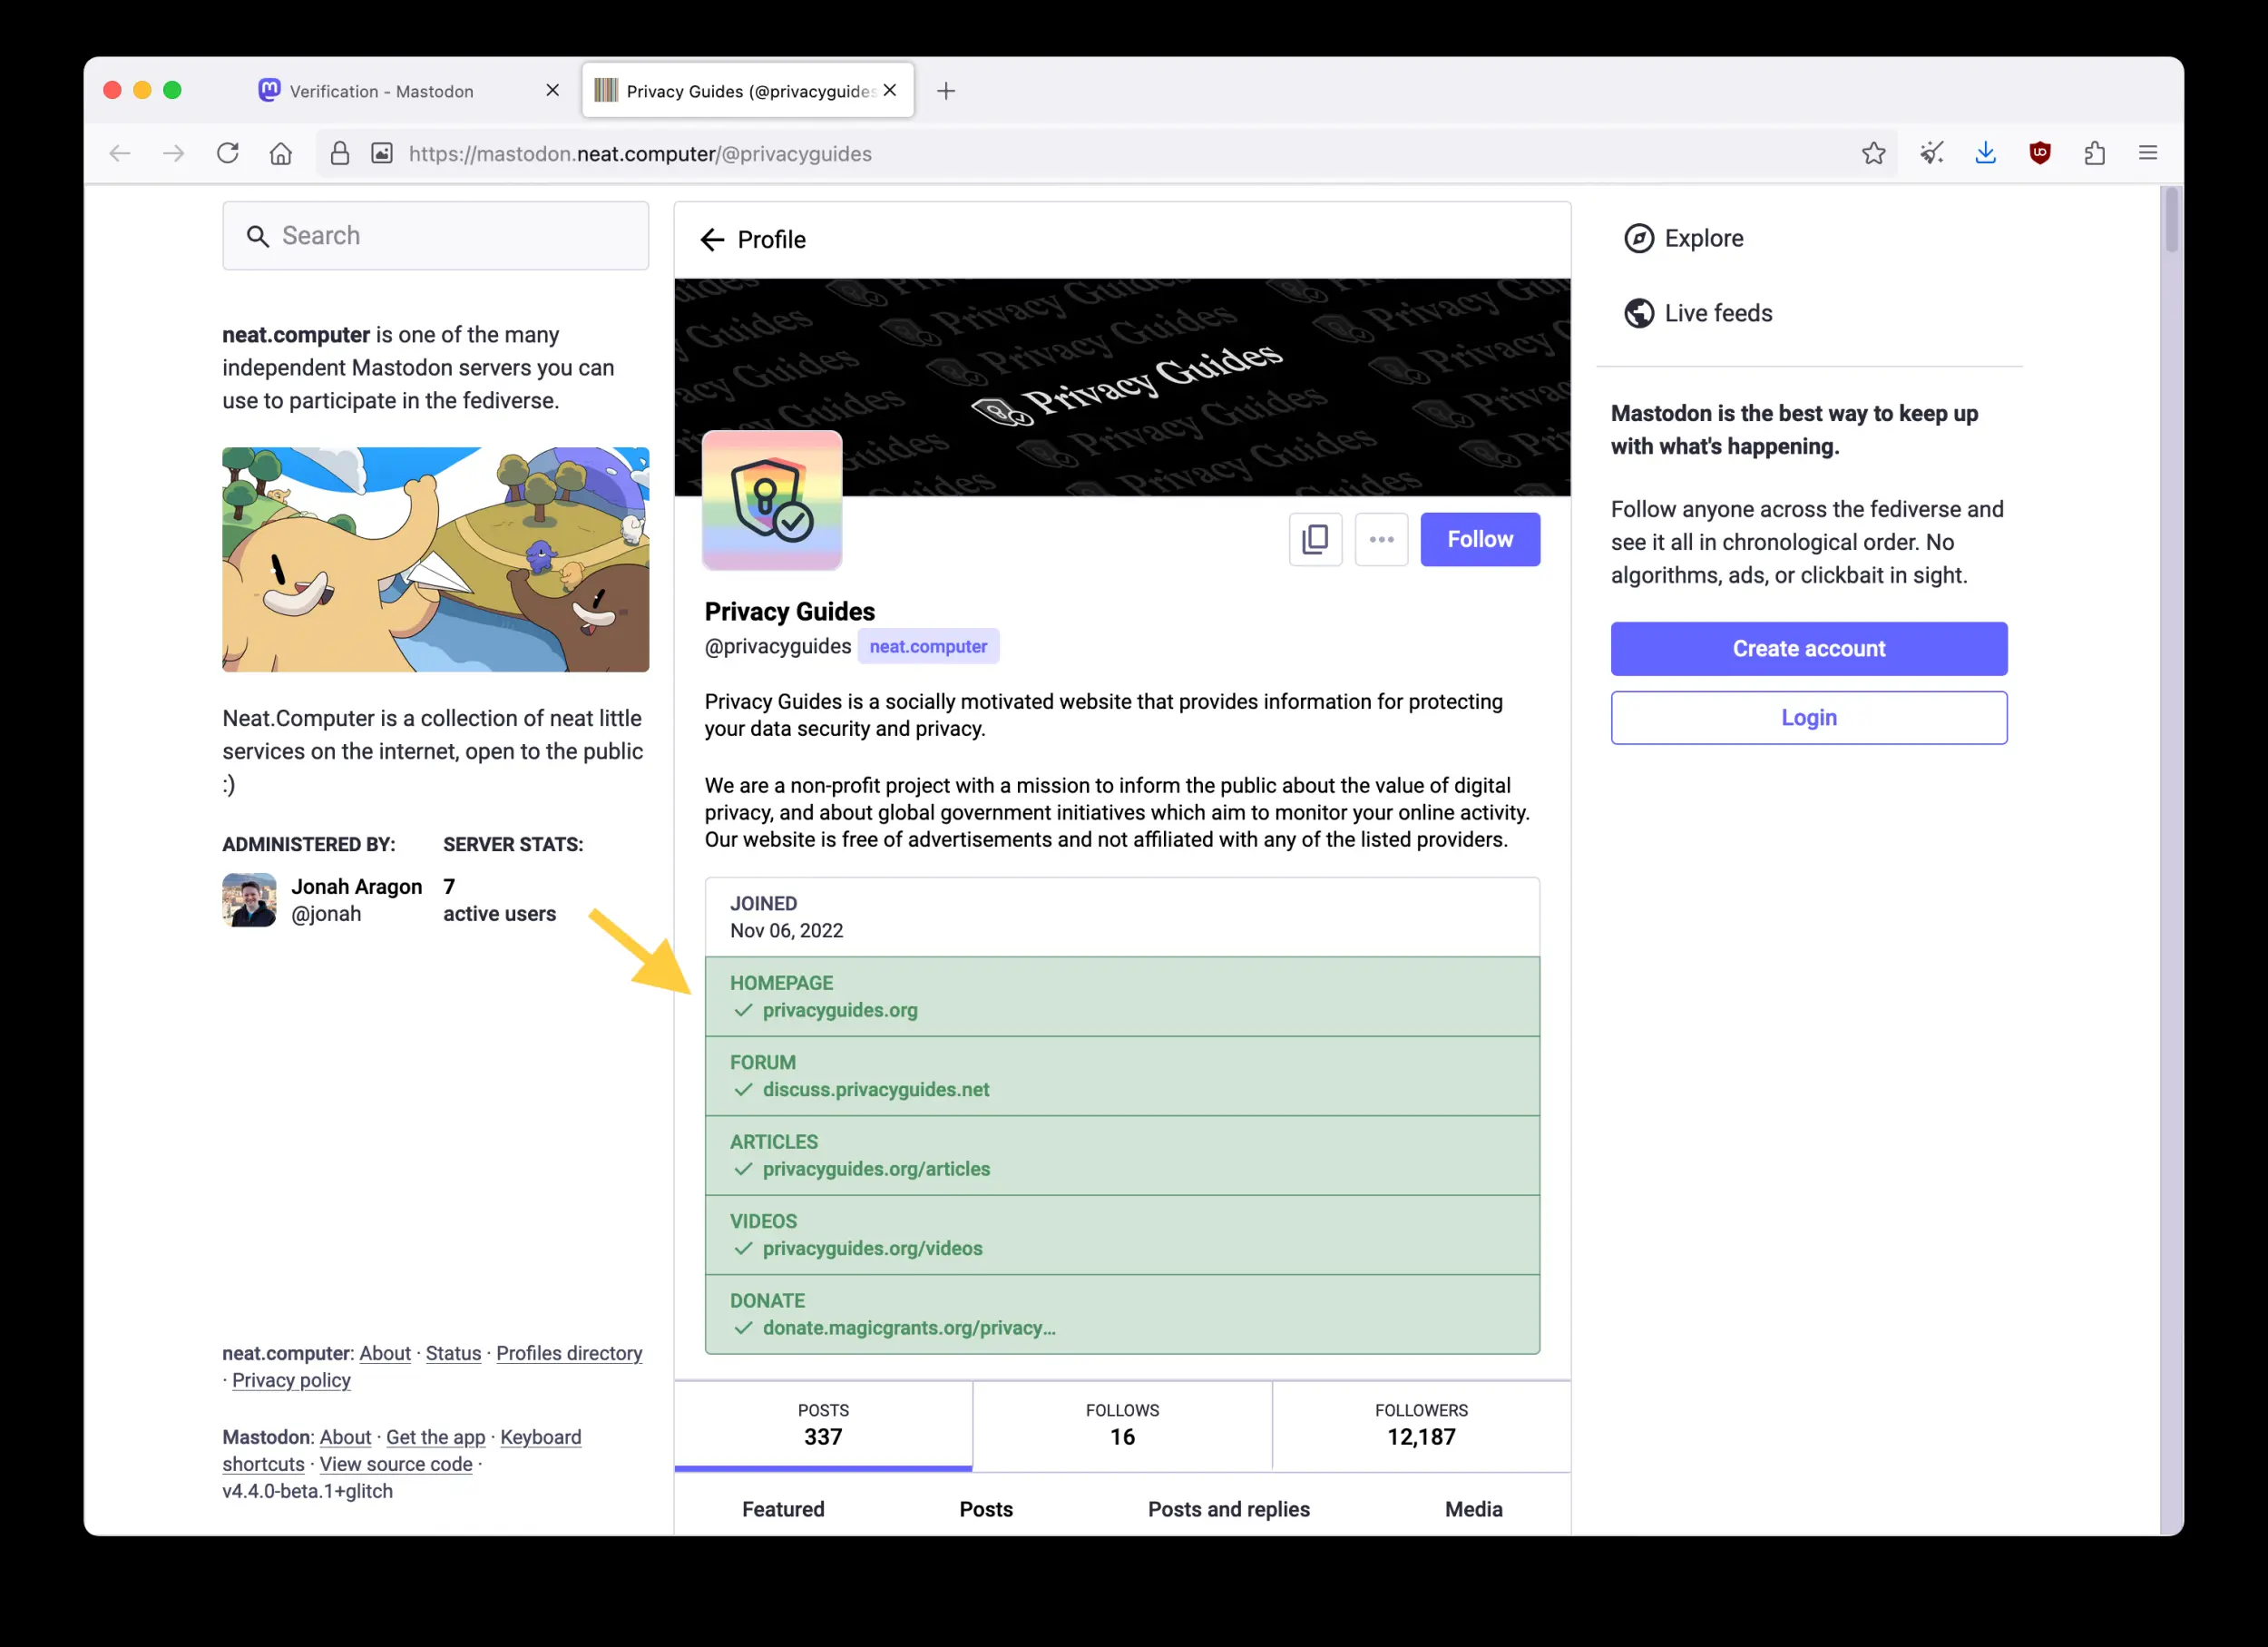 Verification - Mastodon
Privacy Guides (@privacyguides
https://mastodon.neat.computer/@privacyguides
Search
neat.computer is one of the many
independent Mastodon servers you can
use to participate in the fediverse.
Neat.Computer is a collection of neat little
services on the internet, open to the public
:)
ADMINISTERED BY:
Jonah Aragon
@jonah
SERVER STATS:
7
active users
neat.computer: About · Status · Profiles directory
· Privacy policy
Mastodon: About · Get the app · Keyboard
shortcuts · View source code ·
v4.4.0-beta.1+glitch
Profile
Privacy Guides
Privacy Guides
@privacyguides neat.computer
Follow
Privacy Guides is a socially motivated website that provides information for protecting
your data security and privacy.
We are a non-profit project with a mission to inform the public about the value of digital
privacy, and about global government initiatives which aim to monitor your online activity.
Our website is free of advertisements and not affiliated with any of the listed providers.
JOINED
Nov 06, 2022
HOMEPAGE
✓ privacyguides.org
FORUM
✓ discuss.privacyguides.net
ARTICLES
✓ privacyguides.org/articles
VIDEOS
✓ privacyguides.org/videos
DONATE
✓ donate.magicgrants.org/privacy…
POSTS
337
FOLLOWS
16
FOLLOWERS
12,187
Featured
Posts
Posts and replies
Media
Explore
Live feeds
Mastodon is the best way to keep up
with what's happening.
Follow anyone across the fediverse and
see it all in chronological order. No
algorithms, ads, or clickbait in sight.
Create account
Login